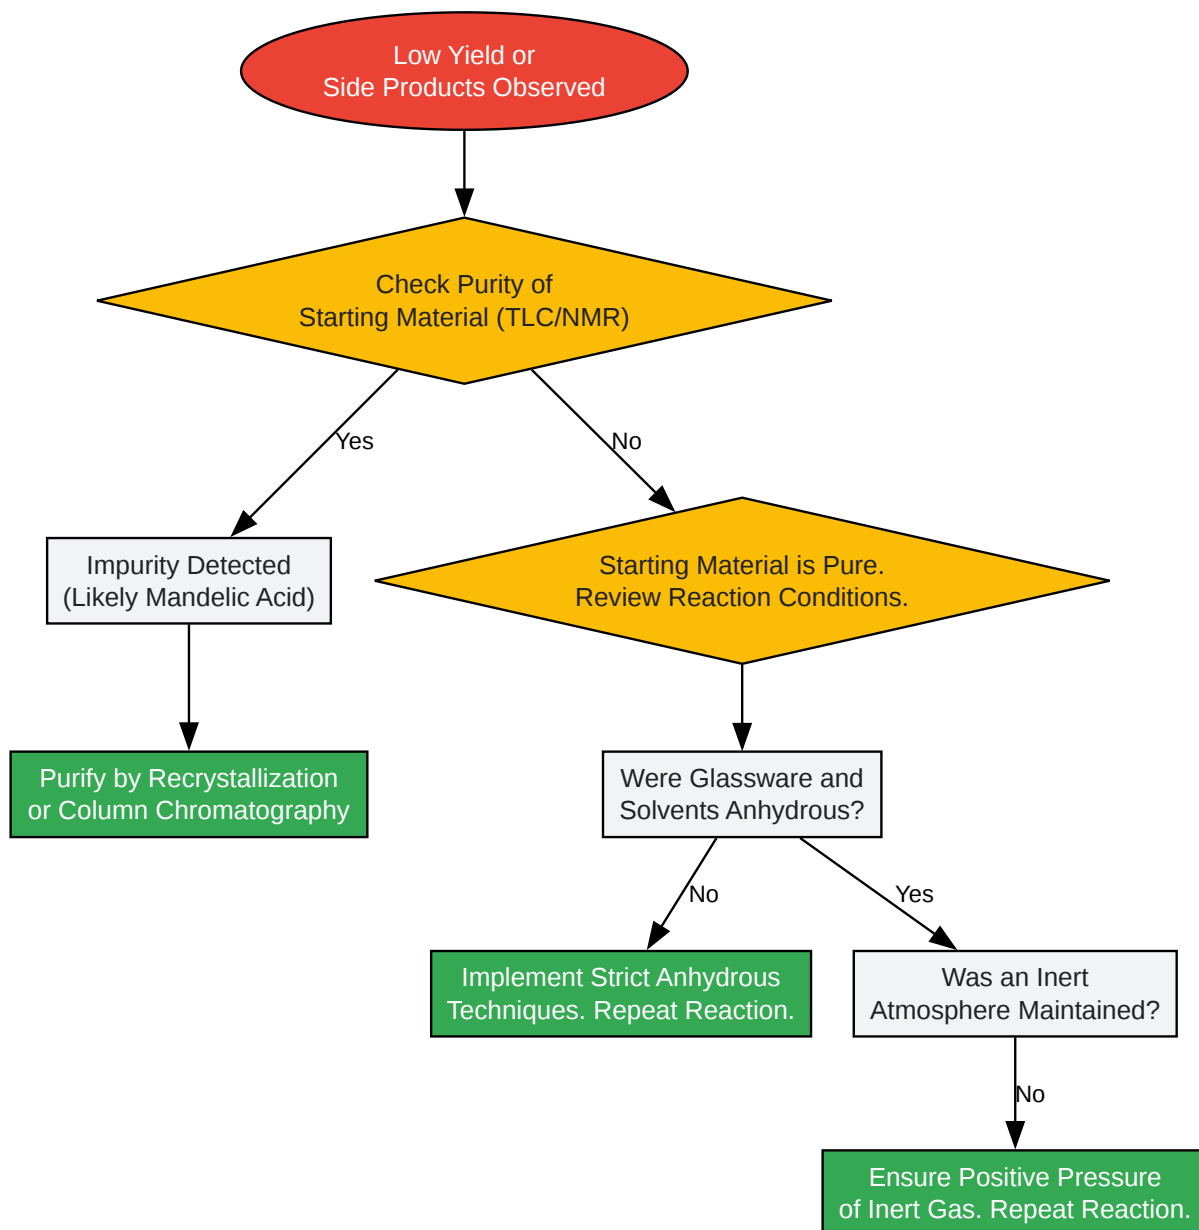 Low Yield or
Side Products Observed
Check Purity of
Starting Material (TLC/NMR)
Yes
No
Impurity Detected
(Likely Mandelic Acid)
Starting Material is Pure.
Review Reaction Conditions.
Purify by Recrystallization
or Column Chromatography
Were Glassware and
Solvents Anhydrous?
No
Yes
Implement Strict Anhydrous
Techniques. Repeat Reaction.
Was an Inert
Atmosphere Maintained?
No
Ensure Positive Pressure
of Inert Gas. Repeat Reaction.